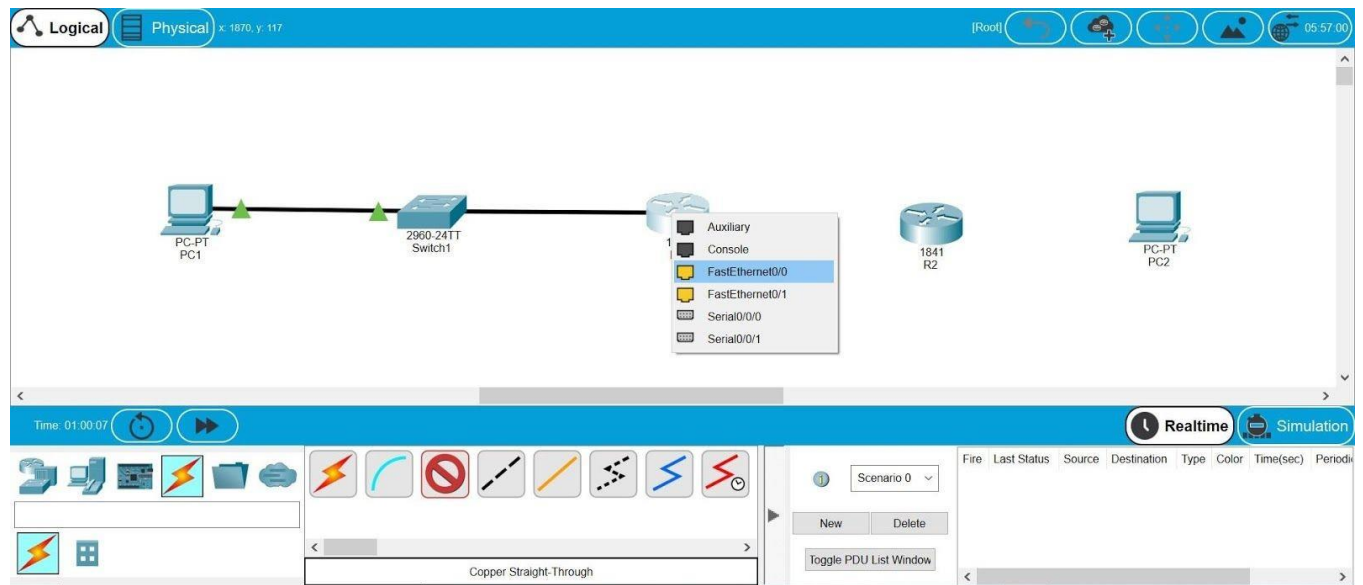 Logical
Physical
x: 1870, y: 117
[Root]
05:57:00
PC-PT
PC1
2960-24TT
Switch1
1
Auxiliary
Console
FastEthernet0/0
FastEthernet0/1
Serial0/0/0
Serial0/0/1
1841
R2
PC-PT
PC2
Time: 01:00:07
Realtime
Simulation
Scenario 0
New
Delete
Toggle PDU List Window
Fire Last Status Source Destination Type Color Time(sec) Periodi
Copper Straight-Through